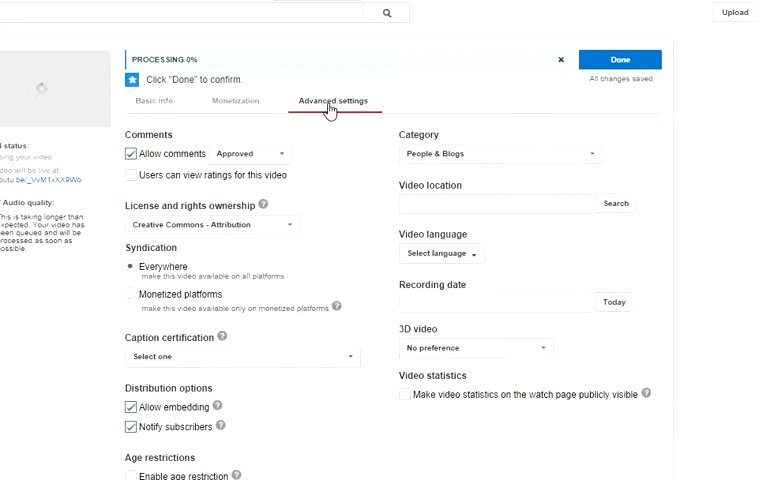 Upload
PROCESSING 0%
Done
Click "Done" to confirm.
All changes saved.
Basic info
Monetization
Advanced settings
status:
your video
video will be live at
outu be/_VvM1xXX9Wo
Audio quality:
This is taking longer than
expected. Your video has
been queued and will be
processed as soon as
possible.
Comments
Allow comments
Approved
Users can view ratings for this video
License and rights ownership ?
Creative Commons - Attribution
Syndication
Everywhere
make this video available on all platforms
Monetized platforms
make this video available only on monetized platforms ?
Caption certification ?
Select one
Distribution options
Allow embedding ?
Notify subscribers ?
Age restrictions
Enable age restriction ?
Category
People & Blogs
Video location
Search
Video language
Select language
Recording date
Today
3D video
No preference
Video statistics
Make video statistics on the watch page publicly visible ?